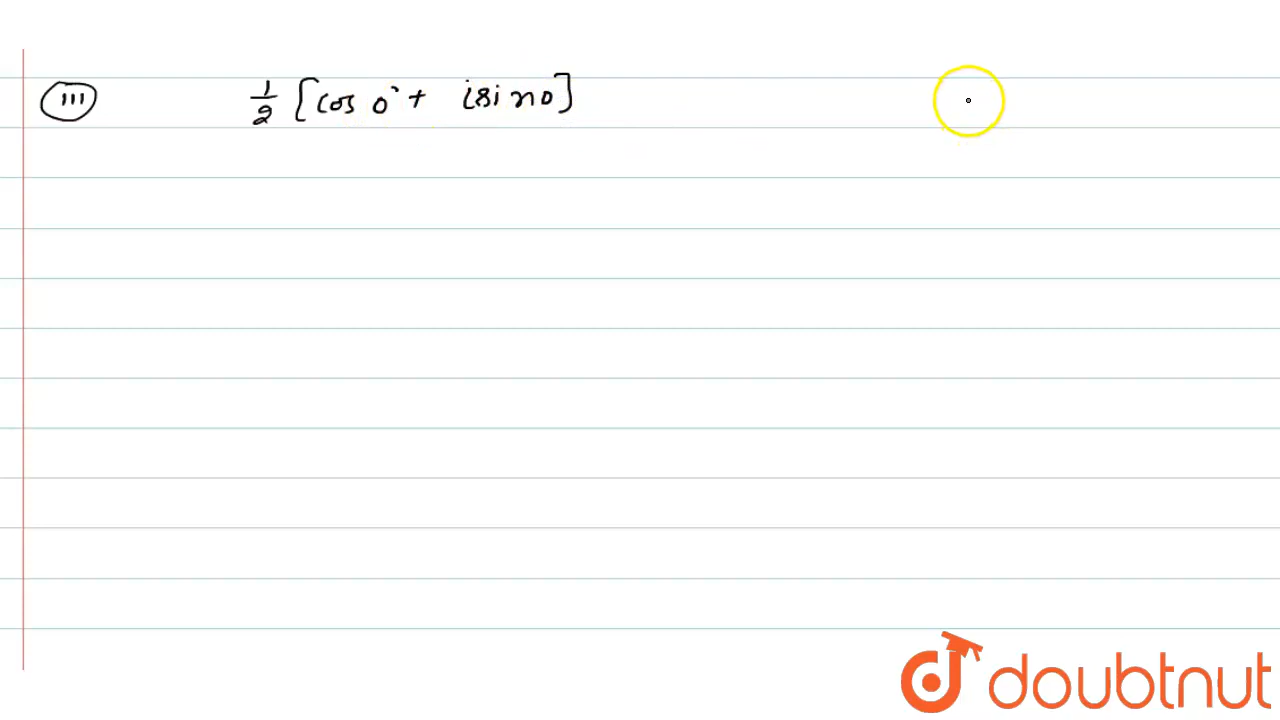 (iii) 1/2 [cos 0° + i sin 0]
doubtnut